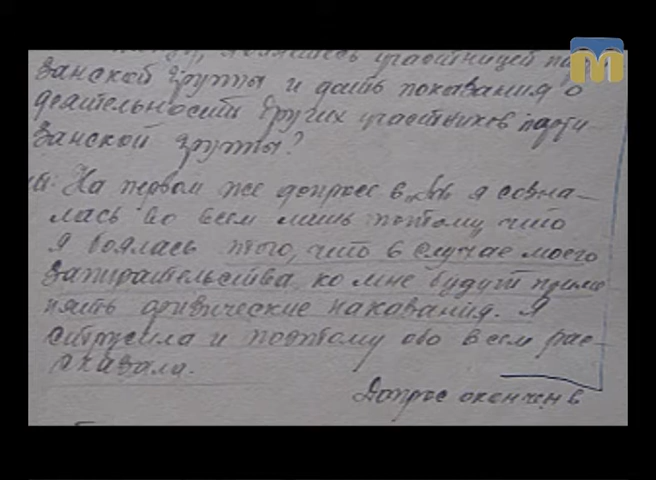 являясь участницей
занской группы и дать показания о
деятельности других участников парти-
занской группы?
На первом же допросе я созна-
лась во всем лишь потому, что
я боялась того, что в случае моего
запирательства, ко мне будут приме-
нять физические наказания. Я
струсила и поэтому обо всем рас-
сказала.
Допрос окончен в